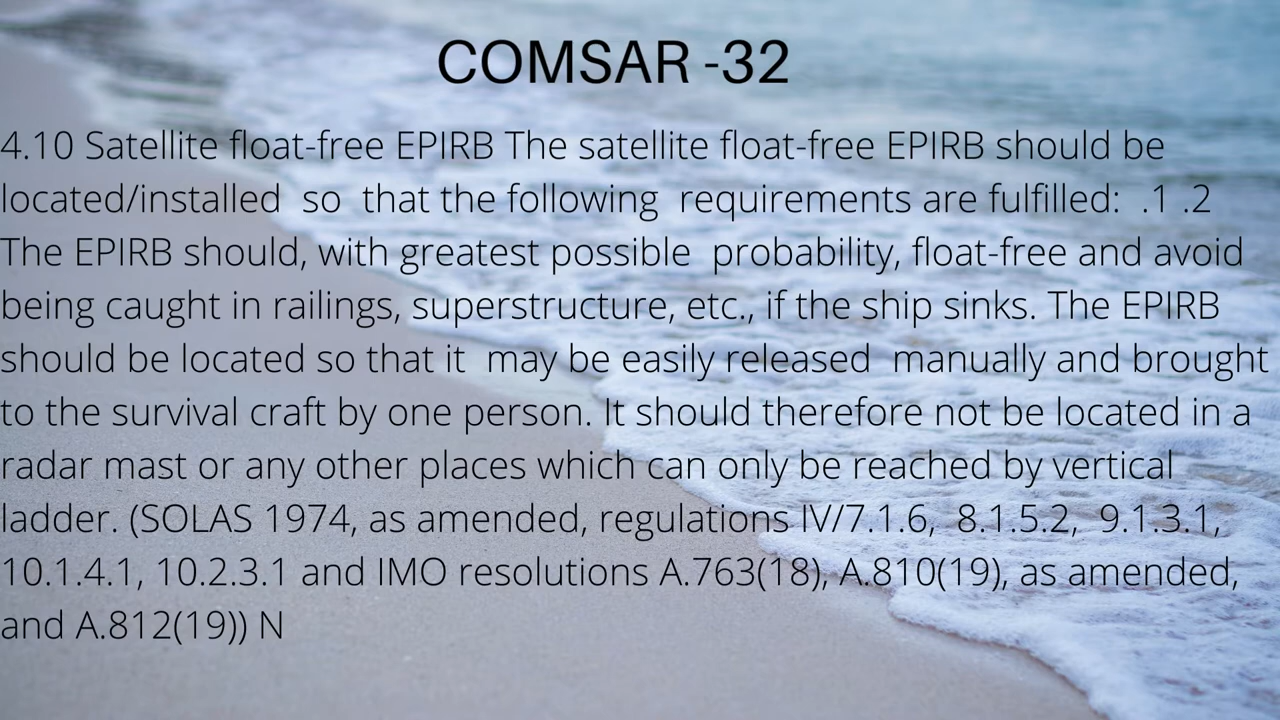 COMSAR -32
4.10 Satellite float-free EPIRB The satellite float-free EPIRB should be
located/installed so that the following requirements are fulfilled: .1 .2
The EPIRB should, with greatest possible probability, float-free and avoid
being caught in railings, superstructure, etc., if the ship sinks. The EPIRB
should be located so that it may be easily released manually and brought
to the survival craft by one person. It should therefore not be located in a
radar mast or any other places which can only be reached by vertical
ladder. (SOLAS 1974, as amended, regulations IV/7.1.6, 8.1.5.2, 9.1.3.1,
10.1.4.1, 10.2.3.1 and IMO resolutions A.763(18), A.810(19), as amended,
and A.812(19)) N